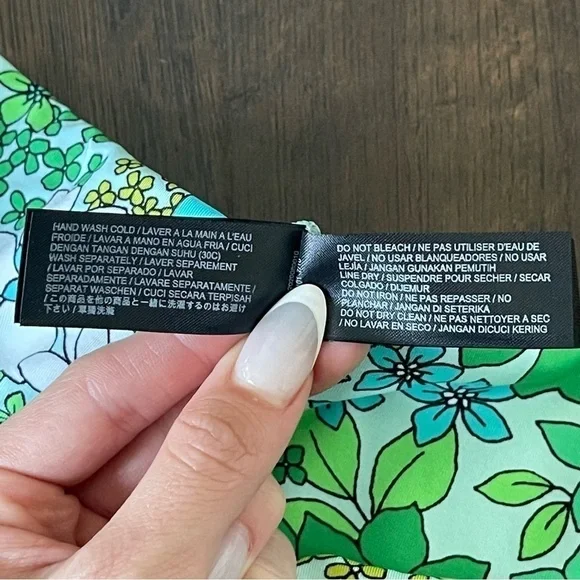 HAND WASH COLD / LAVER A LA MAIN A L'EAU
FROIDE / LAVAR A MANO EN AGUA FRIA / CUCI
DENGAN TANGAN DENGAN SUHU (30C)
WASH SEPARATELY / LAVER SEPAREMENT
/ LAVAR POR SEPARADO / LAVAR
SEPARADAMENTE / LAVARE SEPARATAMENTE /
SEPARAT WASCHEN / CUCI SECARA TERPISAH
/ この商品を他の商品と一緒に洗濯するのはお避け
下さい / 單獨洗滌
DO NOT BLEACH / NE PAS UTILISER D'EAU DE
JAVEL / NO USAR BLANQUEADORES / NO USAR
LEJÍA / JANGAN GUNAKAN PEMUTIH
LINE DRY / SUSPENDRE POUR SECHER / SECAR
COLGADO / DIJEMUR
DO NOT IRON / NE PAS REPASSER / NO
PLANCHAR / JANGAN DI SETERIKA
DO NOT DRY CLEAN / NE PAS NETTOYER A SEC
/ NO LAVAR EN SECO / JANGAN DICUCI KERING